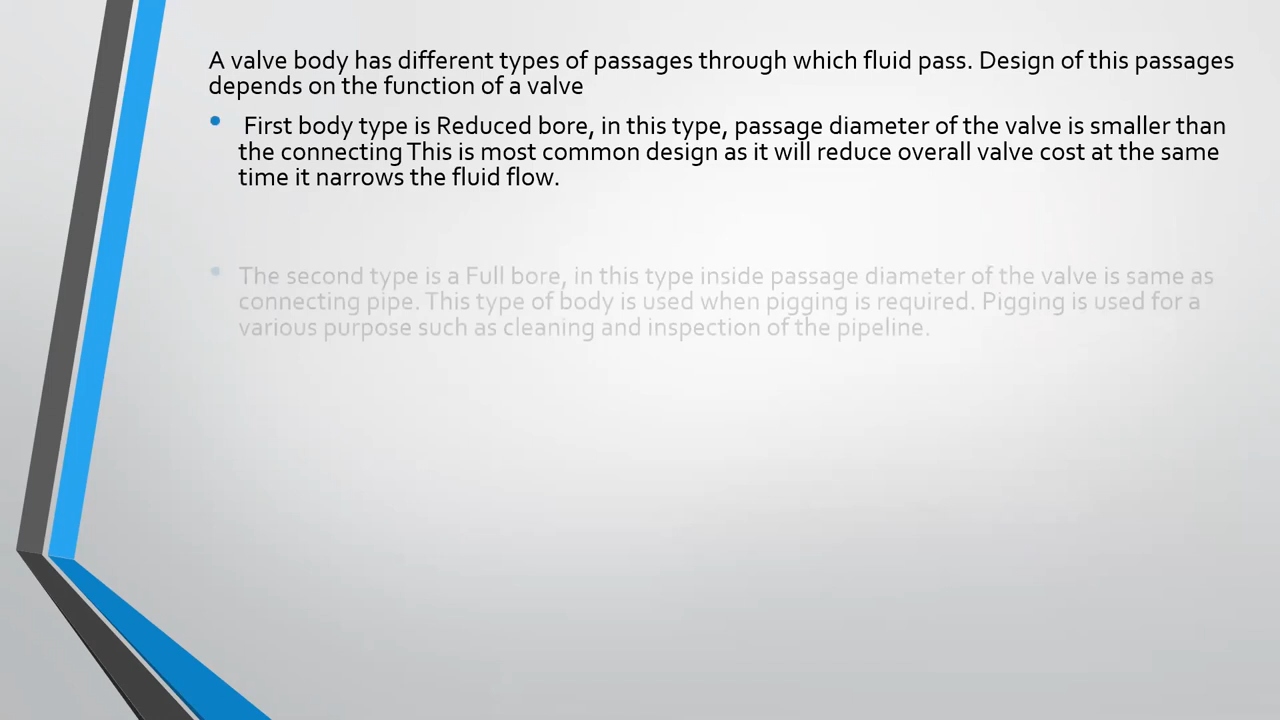 A valve body has different types of passages through which fluid pass. Design of this passages
depends on the function of a valve
• First body type is Reduced bore, in this type, passage diameter of the valve is smaller than
the connecting This is most common design as it will reduce overall valve cost at the same
time it narrows the fluid flow.
• The second type is a Full bore, in this type inside passage diameter of the valve is same as
connecting pipe. This type of body is used when pigging is required. Pigging is used for a
various purpose such as cleaning and inspection of the pipeline.